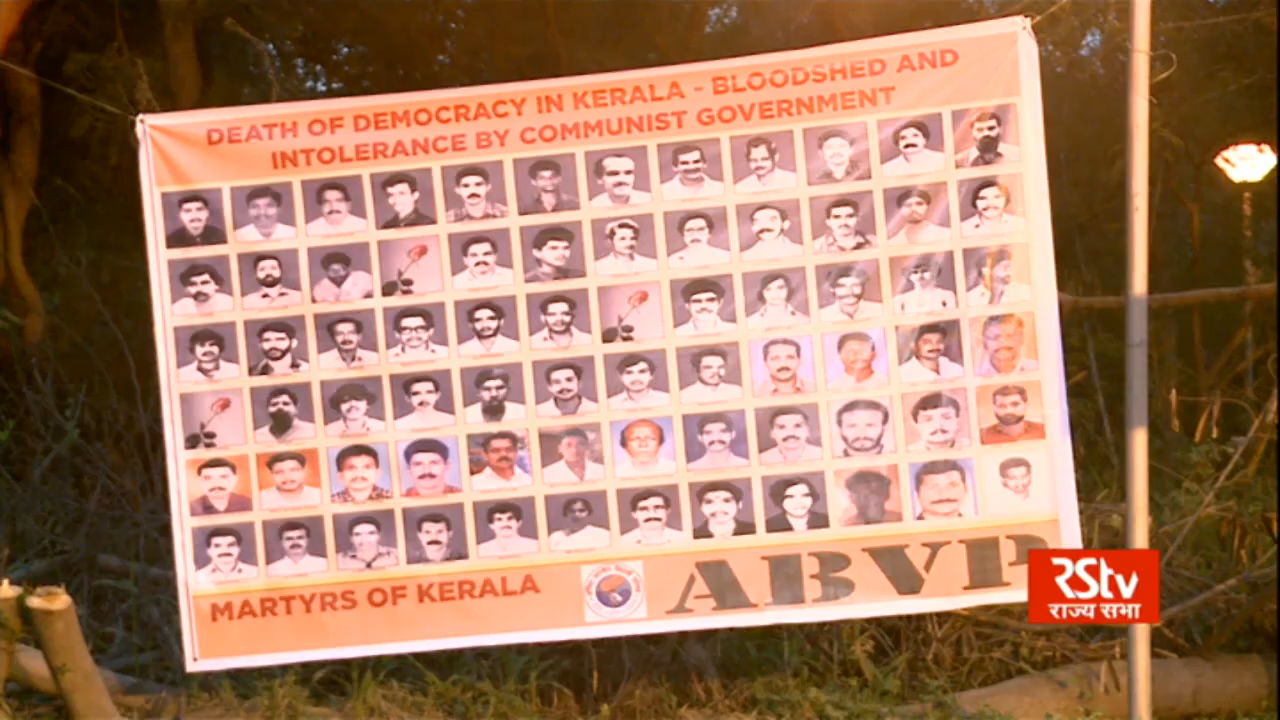 DEATH OF DEMOCRACY IN KERALA - BLOODSHED AND
INTOLERANCE BY COMMUNIST GOVERNMENT
MARTYRS OF KERALA
ABVP
RStv
राज्य सभा